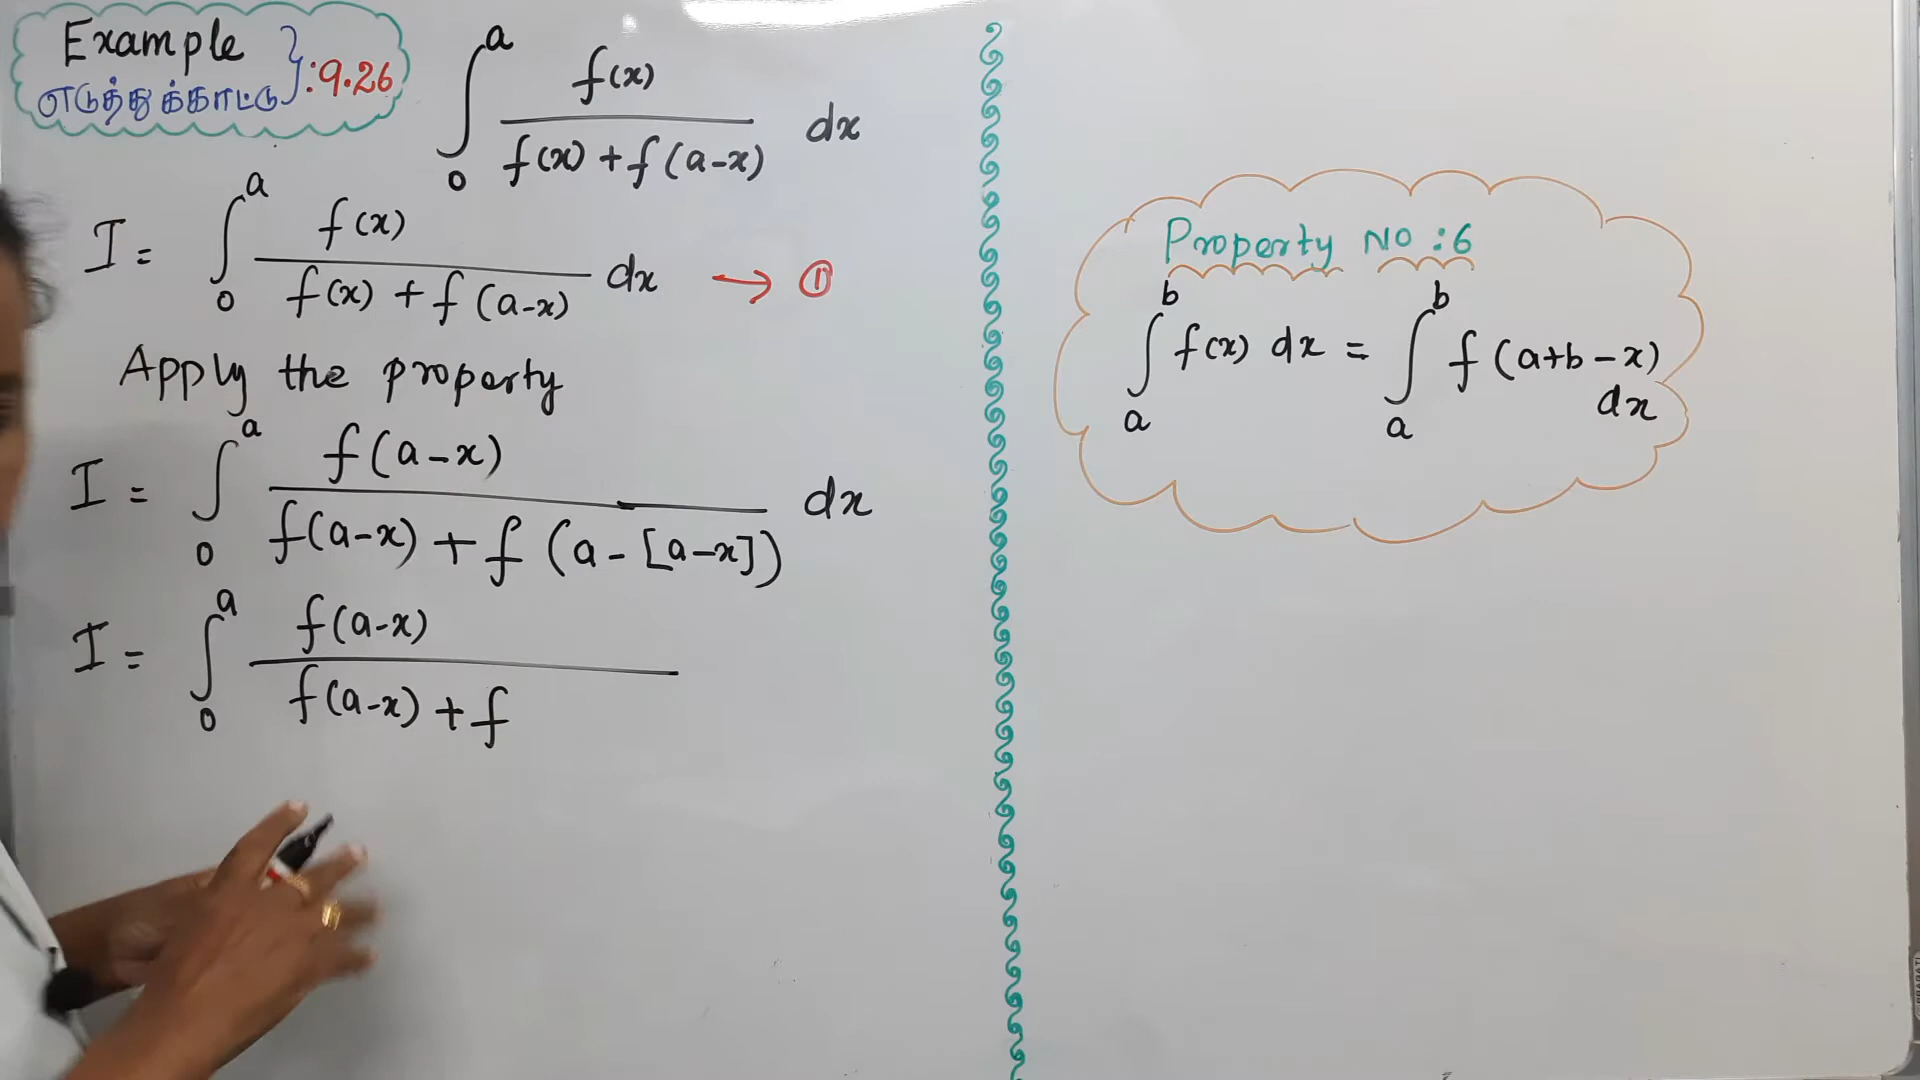 Example
எடுத்துக்காட்டு } : 9.26
∫₀ᵃ f(x) / (f(x) + f(a-x)) dx
I = ∫₀ᵃ f(x) / (f(x) + f(a-x)) dx → ①
Apply the property
I = ∫₀ᵃ f(a-x) / (f(a-x) + f(a-[a-x])) dx
I = ∫₀ᵃ f(a-x) / (f(a-x) + f
Property No : 6
∫ₐᵇ f(x) dx = ∫ₐᵇ f(a+b-x)
dx